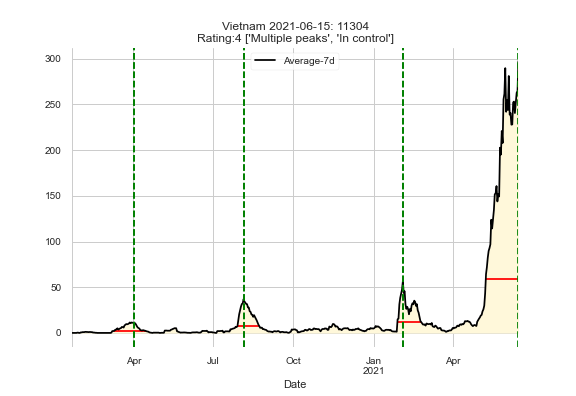 Vietnam 2021-06-15: 11304
Rating:4 ['Multiple peaks', 'In control']
Average-7d
300
250
200
150
100
50
0
Apr
Jul
Oct
Jan
2021
Apr
Date